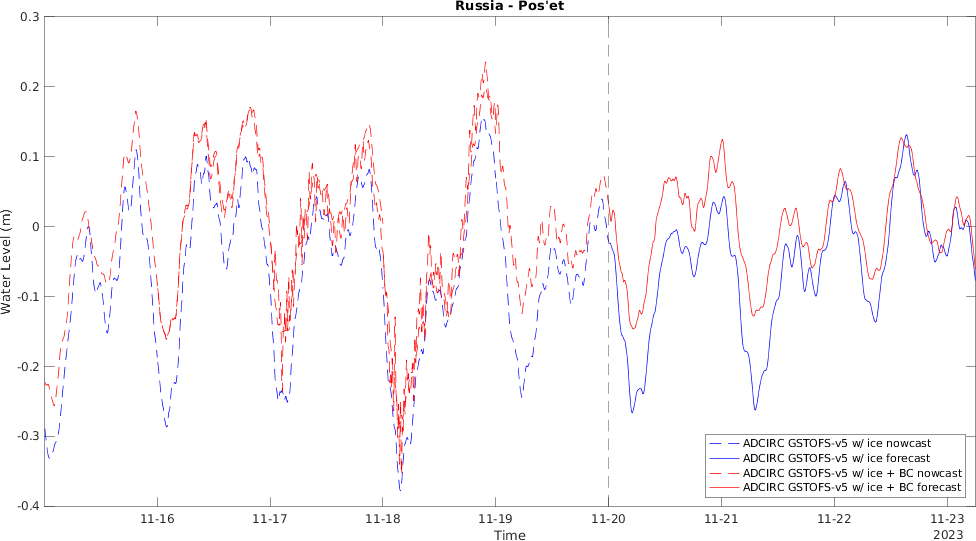 Russia - Pos'et
0.3
0.2
0.1
0
-0.1
-0.2
-0.3
-0.4
Water Level (m)
ADCIRC GSTOFS-v5 w/ ice nowcast
ADCIRC GSTOFS-v5 w/ ice forecast
ADCIRC GSTOFS-v5 w/ ice + BC nowcast
ADCIRC GSTOFS-v5 w/ ice + BC forecast
11-16 11-17 11-18 11-19 11-20 11-21 11-22 11-23
Time 2023